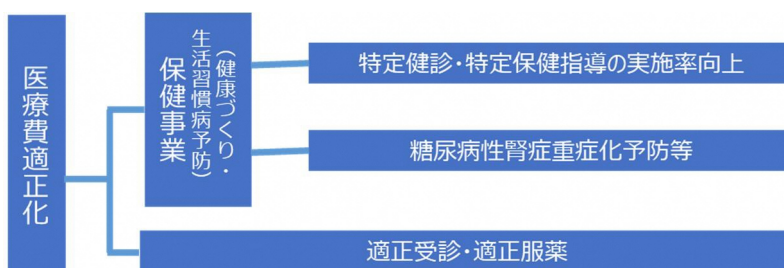 医療費適正化
保健事業
(健康づくり・
生活習慣病予防)
特定健診・特定保健指導の実施率向上
糖尿病性腎症重症化予防等
適正受診・適正服薬